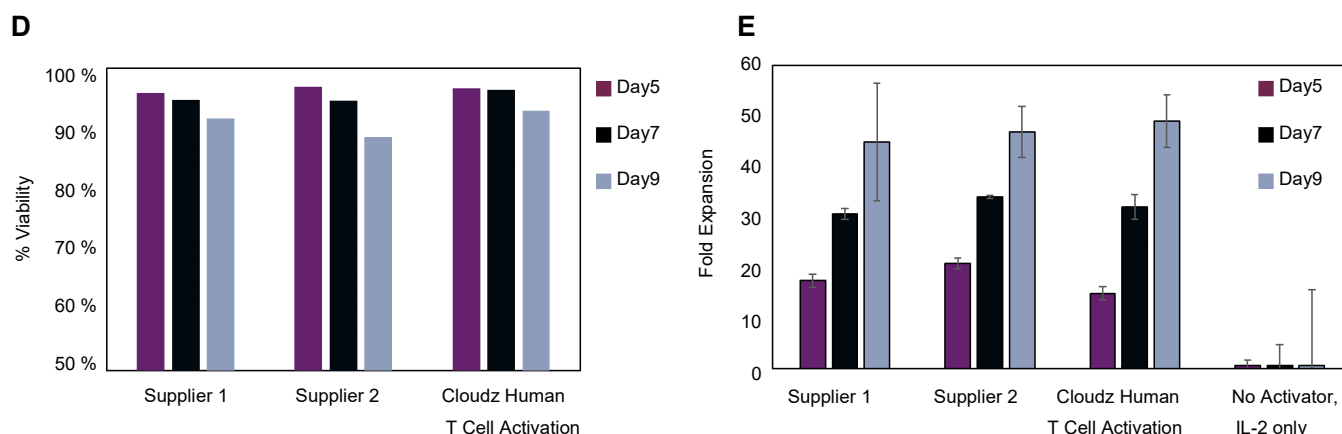 D
100 %
90 %
80 %
70 %
60 %
50 %
% Viability
Supplier 1
Supplier 2
Cloudz Human
T Cell Activation
Day5
Day7
Day9
E
60
50
40
30
20
10
0
Fold Expansion
Supplier 1
Supplier 2
Cloudz Human
T Cell Activation
No Activator,
IL-2 only
Day5
Day7
Day9